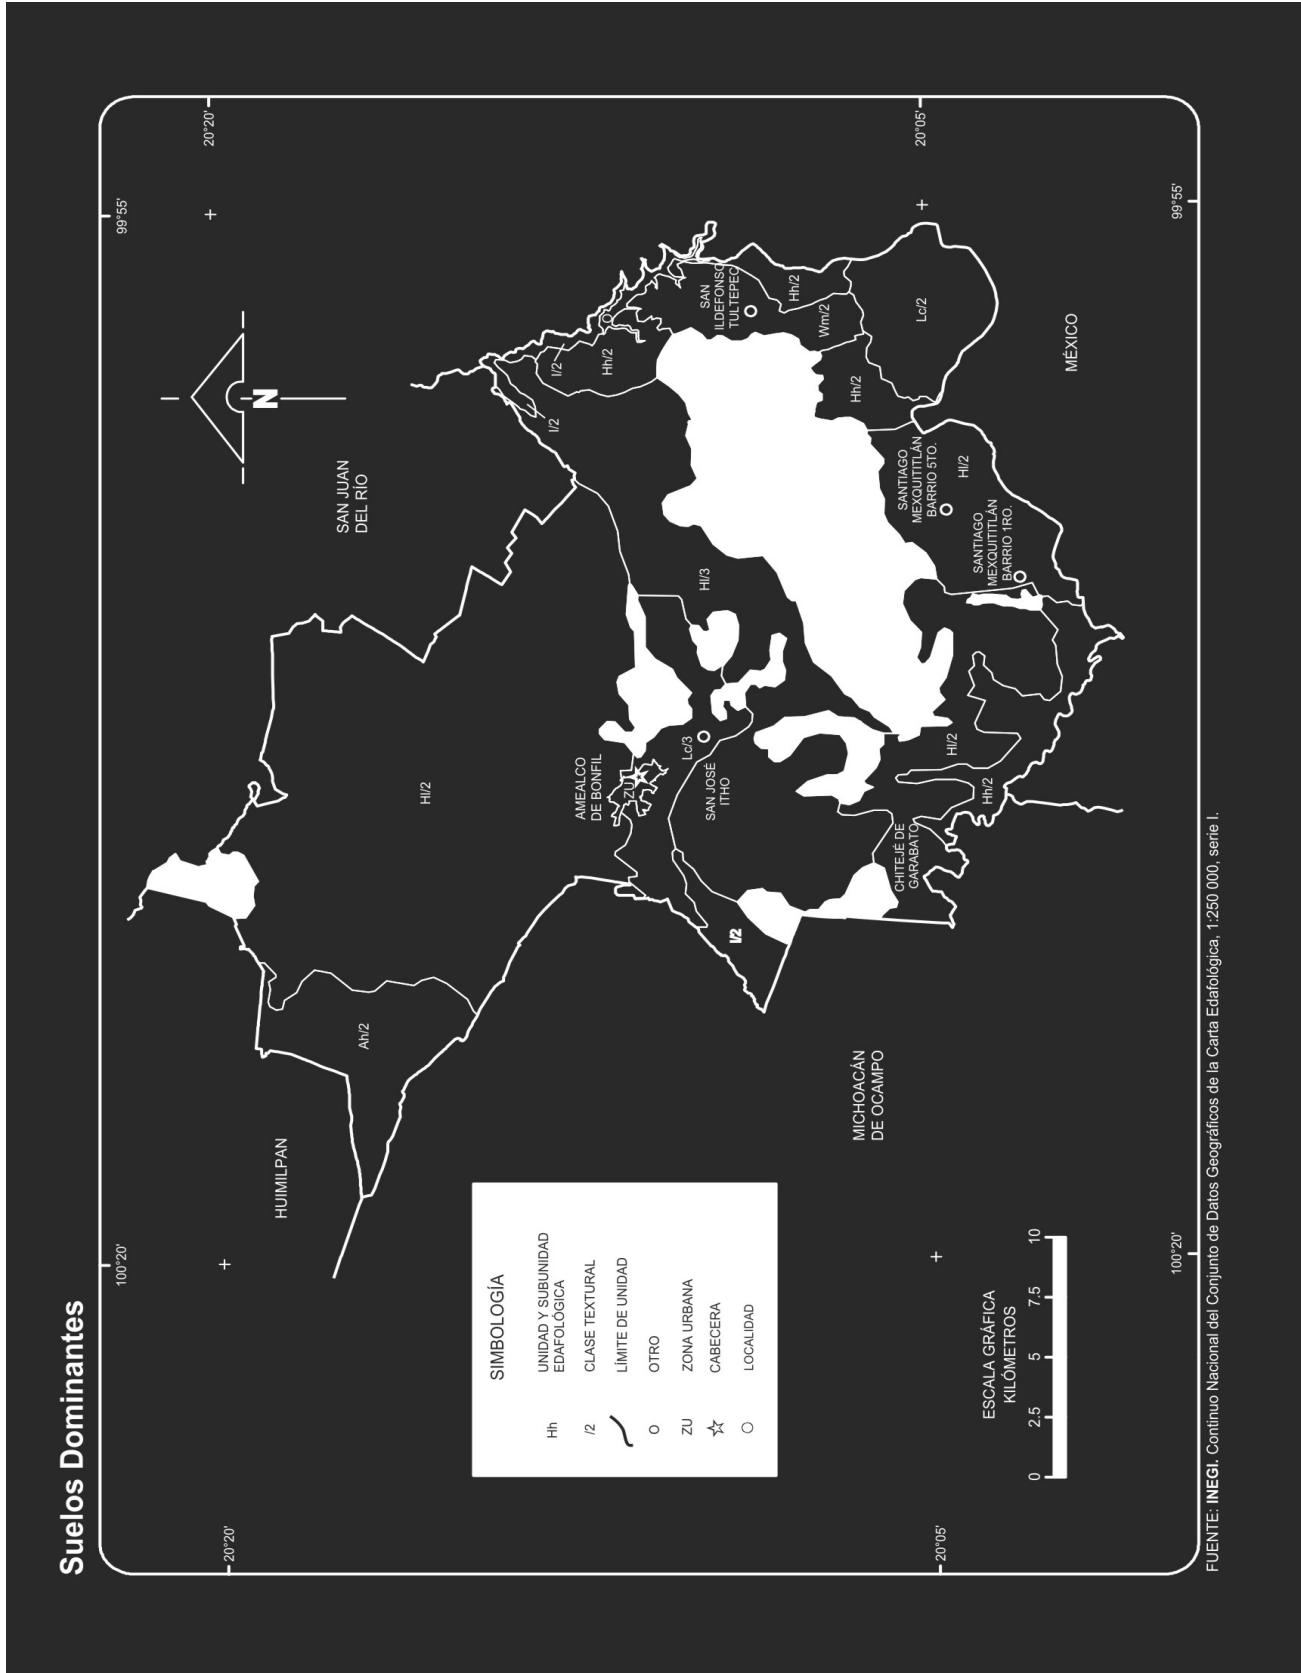 Suelos Dominantes
100°20'
99°55'
20°20'
20°20'
HUIMILPAN
SAN JUAN
DEL RÍO
N
Ah/2
Hl/2
I/2
I/2
Hh/2
AMEALCO
DE BONFIL
ZU
Lc/3
Hl/3
SAN JOSÉ
ITHO
SAN
ILDEFONSO
TULTEPEC
I/2
Hh/2
Wm/2
Hh/2
Lc/2
CHITEJÉ DE
GARABATO
Hl/2
Hh/2
SANTIAGO
MEXQUITITLÁN
BARRIO 5TO.
Hl/2
SANTIAGO
MEXQUITITLÁN
BARRIO 1RO.
MICHOACÁN
DE OCAMPO
MÉXICO
SIMBOLOGÍA
Hh UNIDAD Y SUBUNIDAD
EDAFOLÓGICA
/2 CLASE TEXTURAL
LÍMITE DE UNIDAD
O OTRO
ZU ZONA URBANA
CABECERA
LOCALIDAD
ESCALA GRÁFICA
KILÓMETROS
0 2.5 5 7.5 10
20°05'
20°05'
100°20'
99°55'
FUENTE: INEGI. Continuo Nacional del Conjunto de Datos Geográficos de la Carta Edafológica, 1:250 000, serie I.